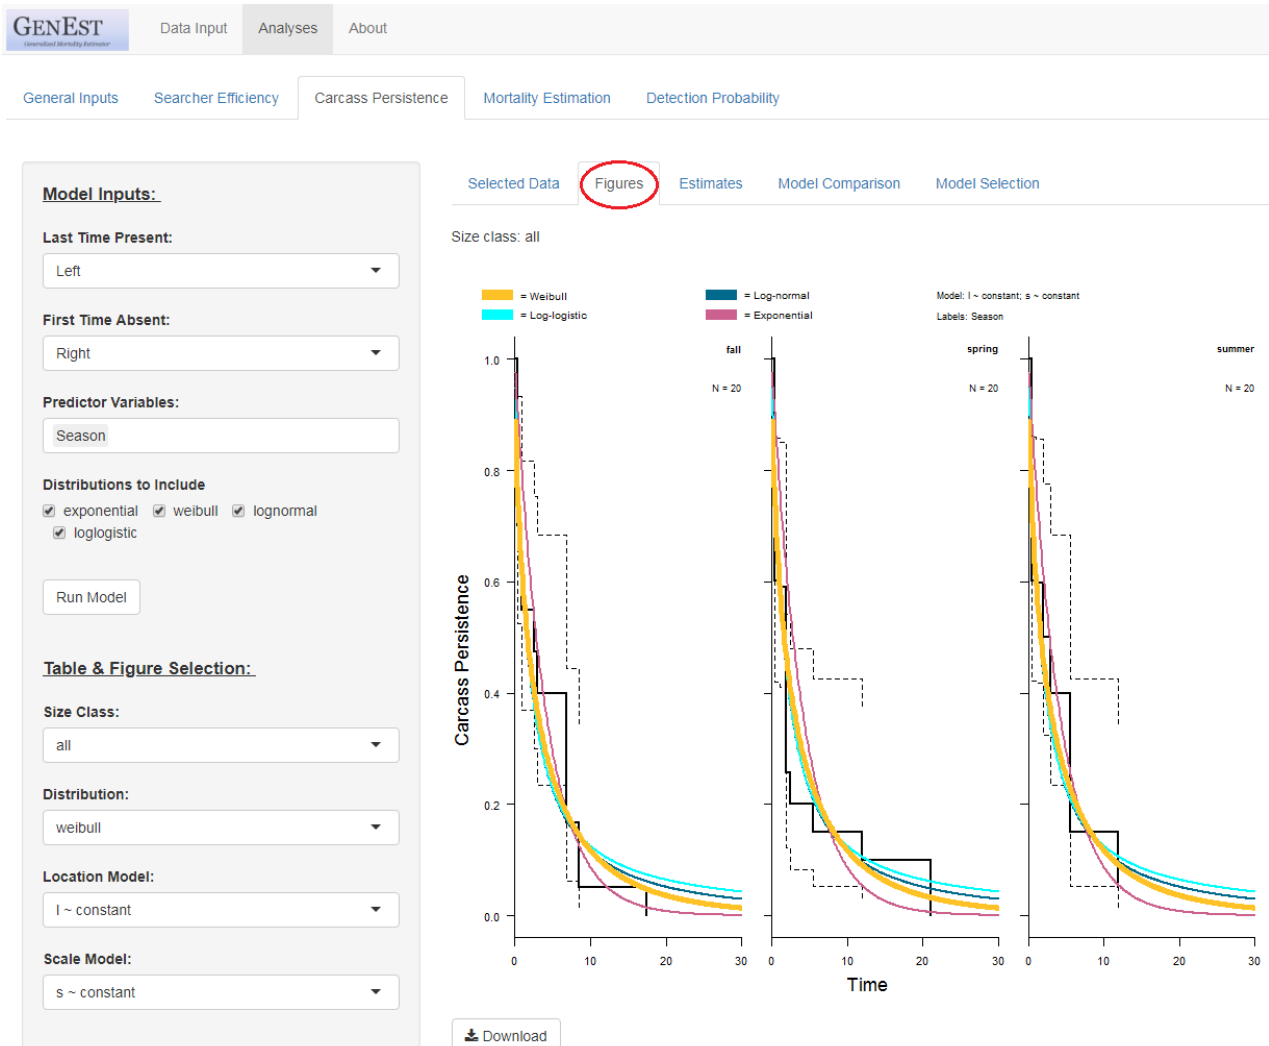 GENEST
Generalized Mortality Estimator
Data Input
Analyses
About
General Inputs
Searcher Efficiency
Carcass Persistence
Mortality Estimation
Detection Probability
Model Inputs:
Last Time Present:
Left
First Time Absent:
Right
Predictor Variables:
Season
Distributions to Include
exponential weibull lognormal
loglogistic
Run Model
Table & Figure Selection:
Size Class:
all
Distribution:
weibull
Location Model:
l ~ constant
Scale Model:
s ~ constant
Selected Data
Figures
Estimates
Model Comparison
Model Selection
Size class: all
= Weibull
= Log-logistic
= Log-normal
= Exponential
Model: l ~ constant; s ~ constant
Labels: Season
Carcass Persistence
1.0
0.8
0.6
0.4
0.2
0.0
fall
N = 20
0 10 20 30
spring
N = 20
0 10 20 30
summer
N = 20
0 10 20 30
Time
Download